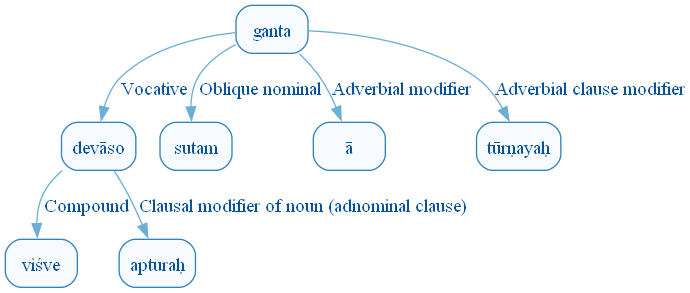 ganta
Vocative Oblique nominal Adverbial modifier Adverbial clause modifier
devāso sutam ā tūrṇayaḥ
Compound Clausal modifier of noun (adnominal clause)
viśve apturaḥ